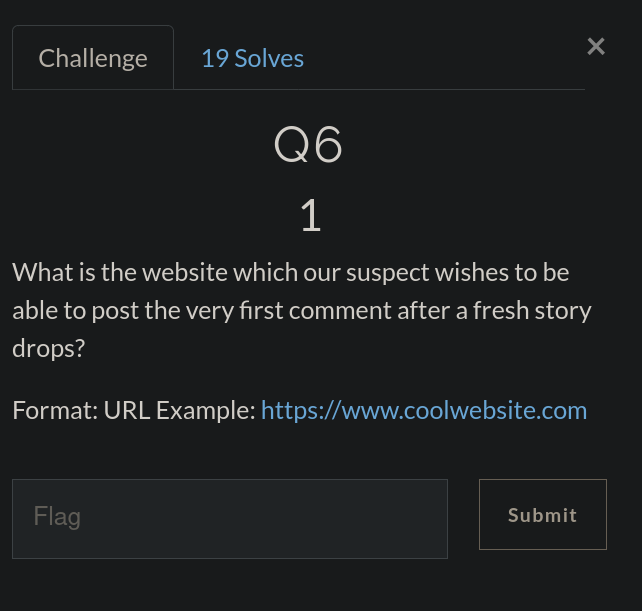 Challenge
19 Solves
×
Q6
1
What is the website which our suspect wishes to be
able to post the very first comment after a fresh story
drops?
Format: URL Example: https://www.coolwebsite.com
Flag
Submit